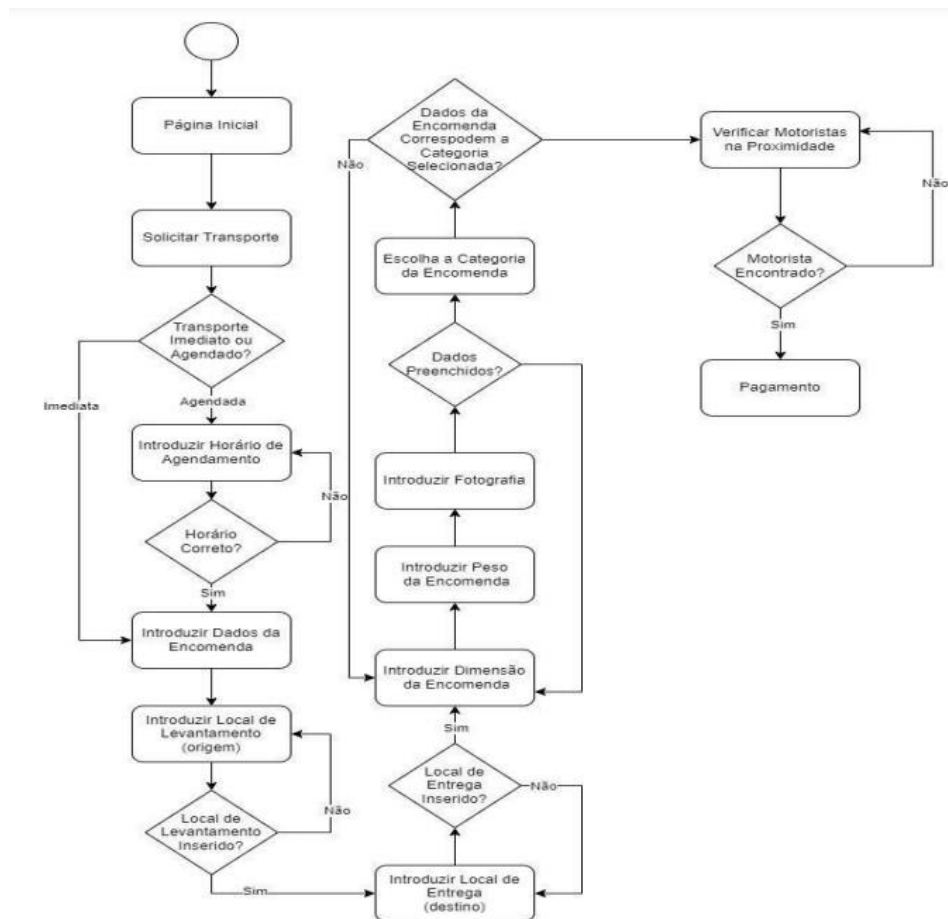 Página Inicial
Solicitar Transporte
Transporte
Imediato ou
Agendado?
Imediata
Agendada
Introduzir Horário de
Agendamento
Não
Horário
Correto?
Sim
Introduzir Dados da
Encomenda
Introduzir Local de
Levantamento
(origem)
Não
Local de
Levantamento
Inserido?
Sim
Introduzir Local de
Entrega
(destino)
Local de
Entrega
Inserido?
Não
Sim
Introduzir Dimensão
da Encomenda
Introduzir Peso
da Encomenda
Introduzir Fotografia
Dados
Preenchidos?
Escolha a Categoria
da Encomenda
Dados da
Encomenda
Correspodem a
Categoria
Selecionada?
Não
Verificar Motoristas
na Proximidade
Não
Motorista
Encontrado?
Sim
Pagamento